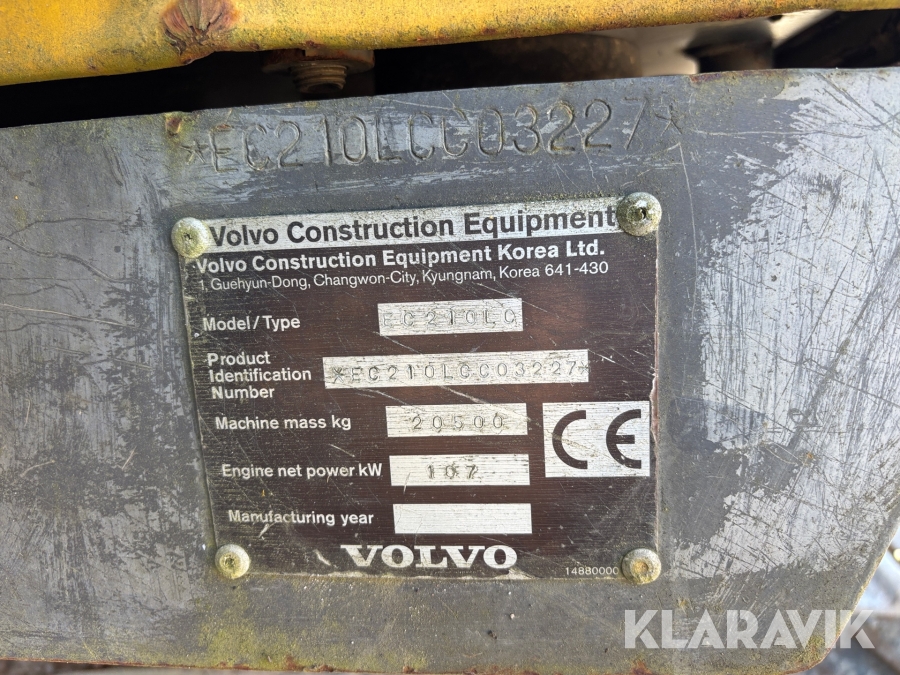 *EC210LCC03227*
Volvo Construction Equipment
Volvo Construction Equipment Korea Ltd.
1, Guehyun-Dong, Changwon-City, Kyungnam, Korea 641-430
Model/Type EC210LC
Product Identification Number *EC210LCC03227*
Machine mass kg 20500
CE
Engine net power kW 107
Manufacturing year
VOLVO
14880000
KLARAVIK